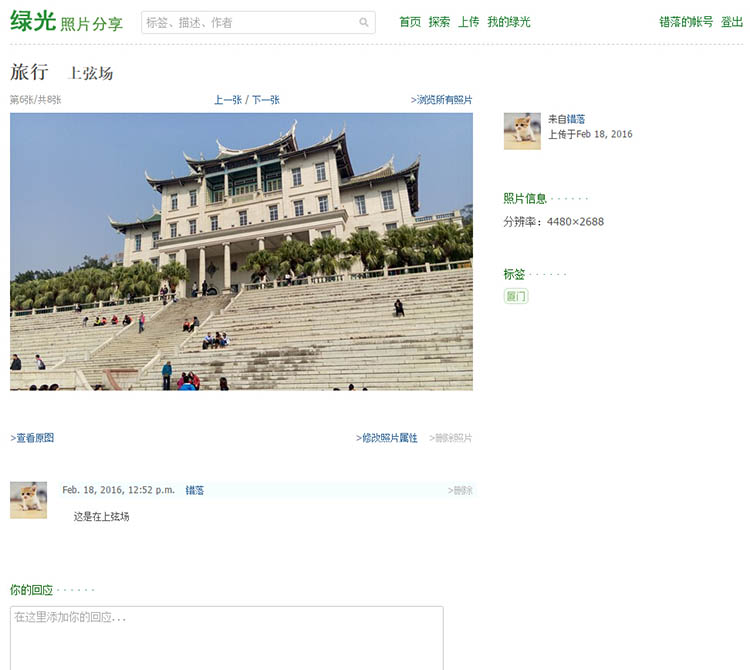 绿光 照片分享
标签、描述、作者
首页 探索 上传 我的绿光
错落的帐号 登出
旅行 上弦场
第6张/共8张
上一张 / 下一张
>浏览所有照片
来自错落
上传于Feb 18, 2016
照片信息 · · · · · ·
分辨率：4480×2688
标签 · · · · · ·
厦门
>查看原图
>修改照片属性 >删除照片
Feb. 18, 2016, 12:52 p.m. 错落
>删除
这是在上弦场
你的回应 · · · · · ·
在这里添加你的回应...